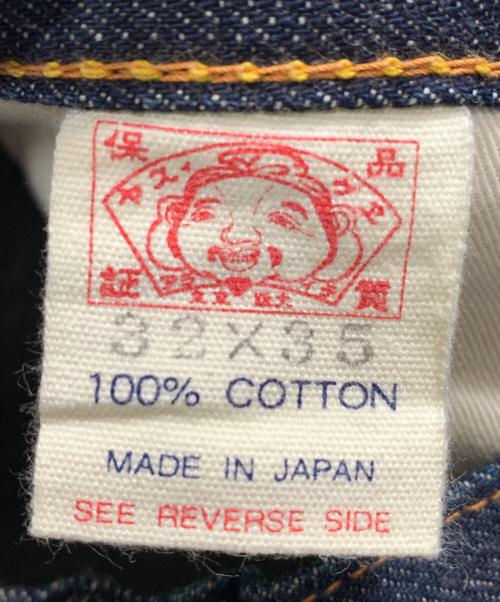 保 品
証 質
32X35
100% COTTON
MADE IN JAPAN
SEE REVERSE SIDE